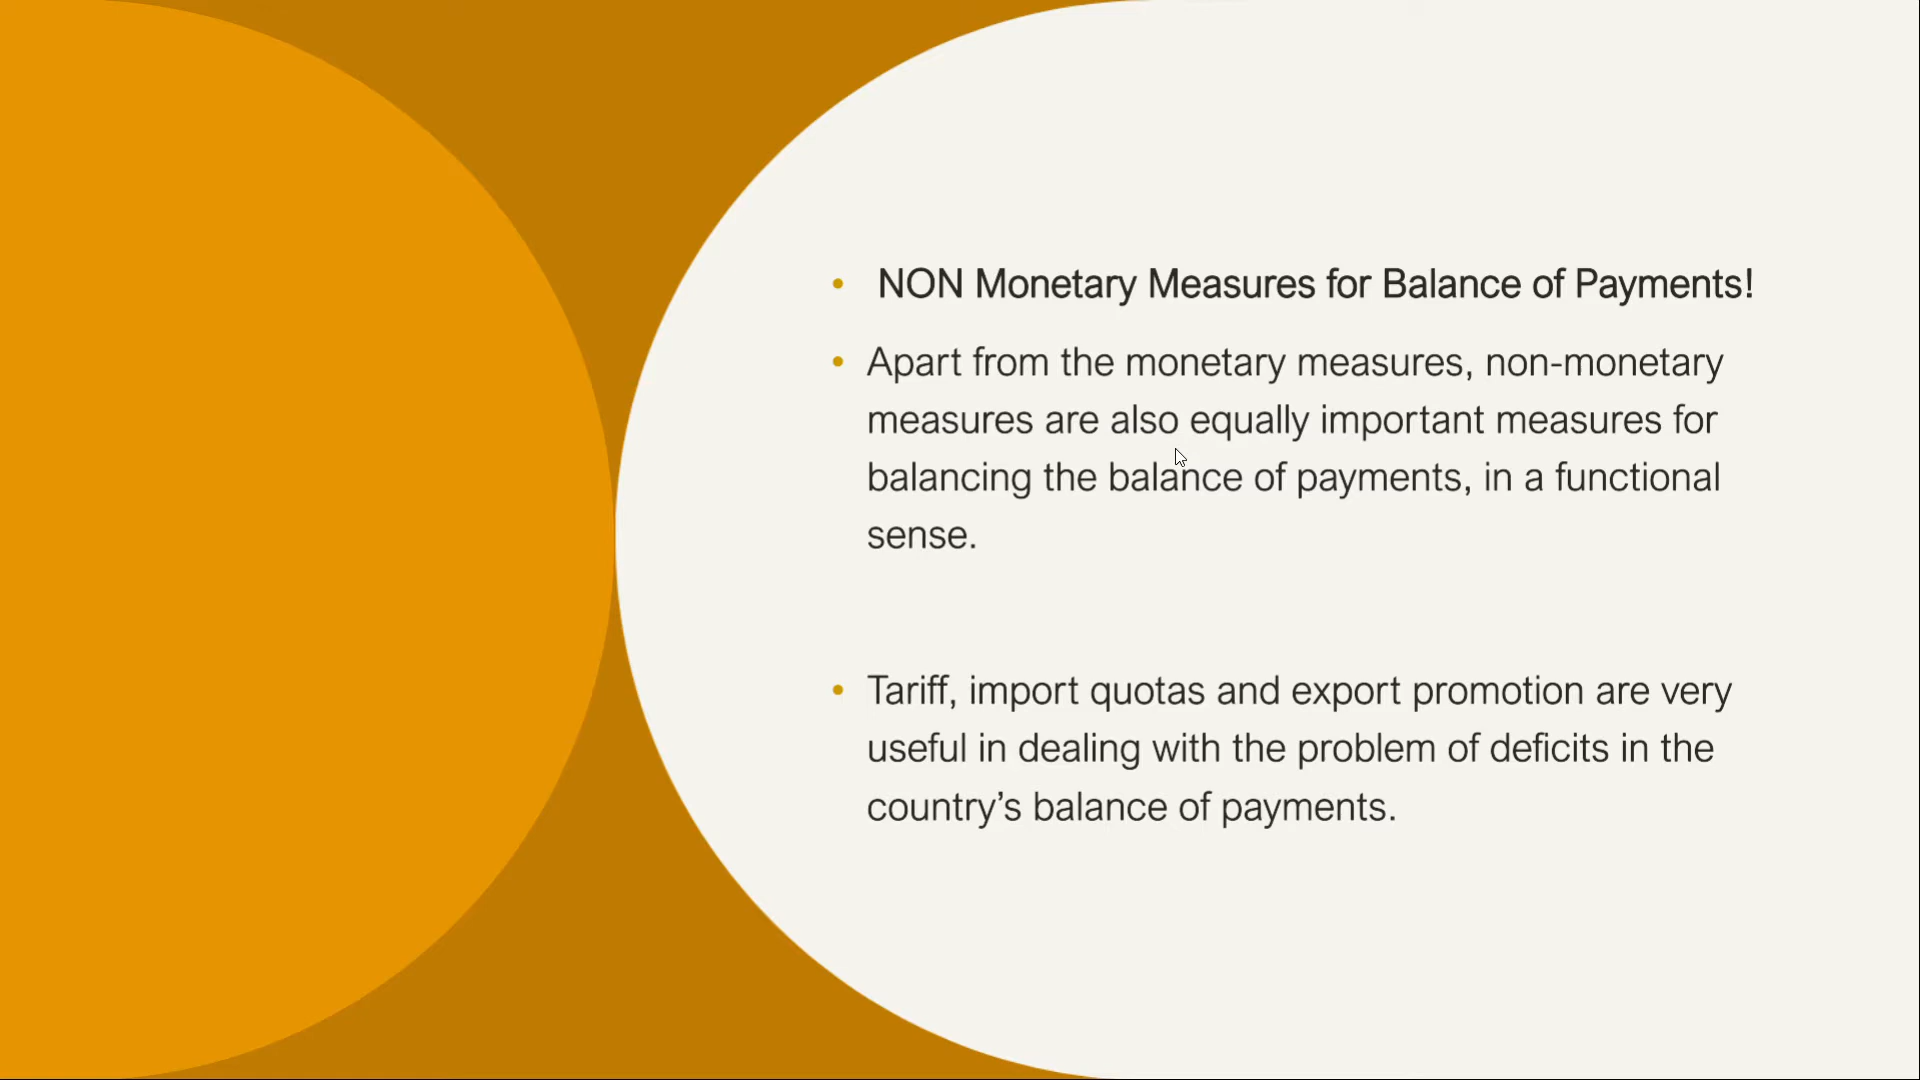 • NON Monetary Measures for Balance of Payments!
• Apart from the monetary measures, non-monetary
measures are also equally important measures for
balancing the balance of payments, in a functional
sense.
• Tariff, import quotas and export promotion are very
useful in dealing with the problem of deficits in the
country’s balance of payments.